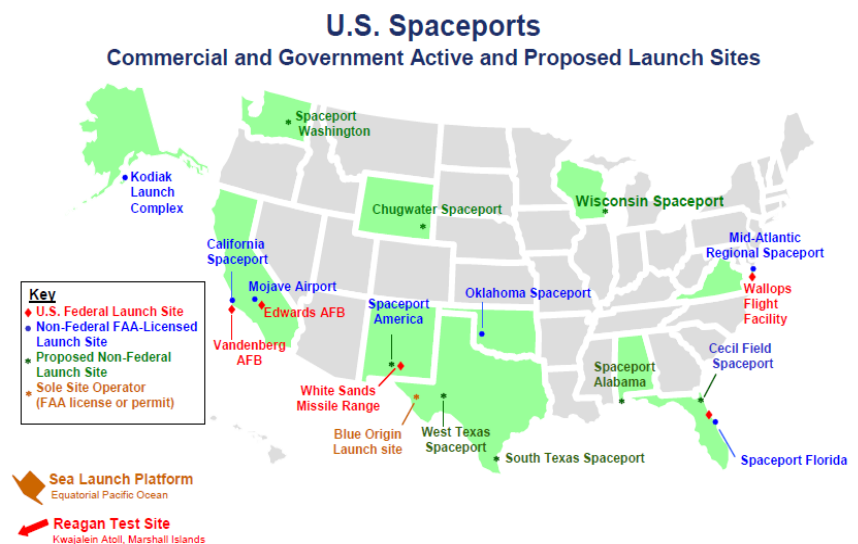 U.S. Spaceports
Commercial and Government Active and Proposed Launch Sites
Spaceport
Washington
Kodiak
Launch
Complex
Chugwater Spaceport
Wisconsin Spaceport
California
Spaceport
Mojave Airport
Edwards AFB
Vandenberg
AFB
Spaceport
America
Oklahoma Spaceport
Mid-Atlantic
Regional Spaceport
Wallops
Flight
Facility
Key
U.S. Federal Launch Site
Non-Federal FAA-Licensed
Launch Site
Proposed Non-Federal
Launch Site
Sole Site Operator
(FAA license or permit)
White Sands
Missile Range
Blue Origin
Launch site
West Texas
Spaceport
South Texas Spaceport
Spaceport
Alabama
Cecil Field
Spaceport
Spaceport Florida
Sea Launch Platform
Equatorial Pacific Ocean
Reagan Test Site
Kwajalein Atoll, Marshall Islands